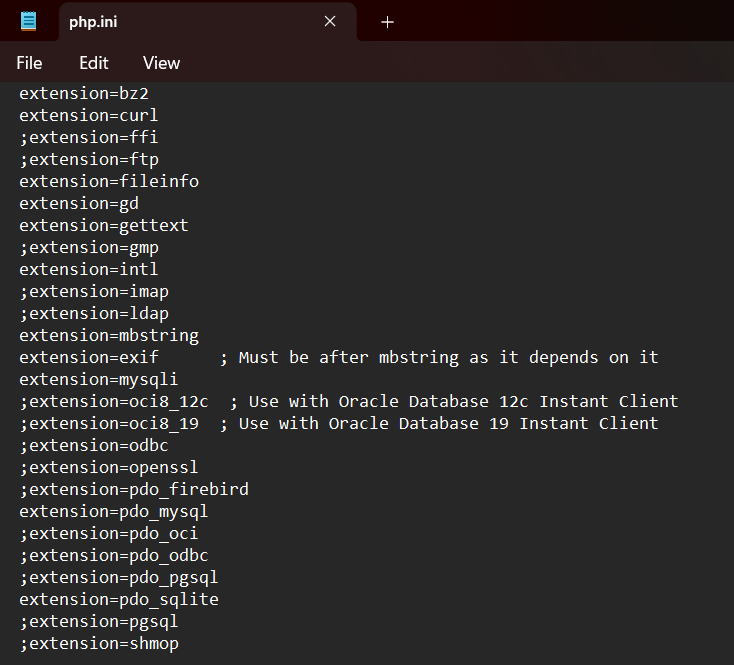 php.ini
File Edit View
extension=bz2
extension=curl
;extension=ffi
;extension=ftp
extension=fileinfo
extension=gd
extension=gettext
;extension=gmp
extension=intl
;extension=imap
;extension=ldap
extension=mbstring
extension=exif      ; Must be after mbstring as it depends on it
extension=mysqli
;extension=oci8_12c  ; Use with Oracle Database 12c Instant Client
;extension=oci8_19  ; Use with Oracle Database 19 Instant Client
;extension=odbc
;extension=openssl
;extension=pdo_firebird
extension=pdo_mysql
;extension=pdo_oci
;extension=pdo_odbc
;extension=pdo_pgsql
extension=pdo_sqlite
;extension=pgsql
;extension=shmop